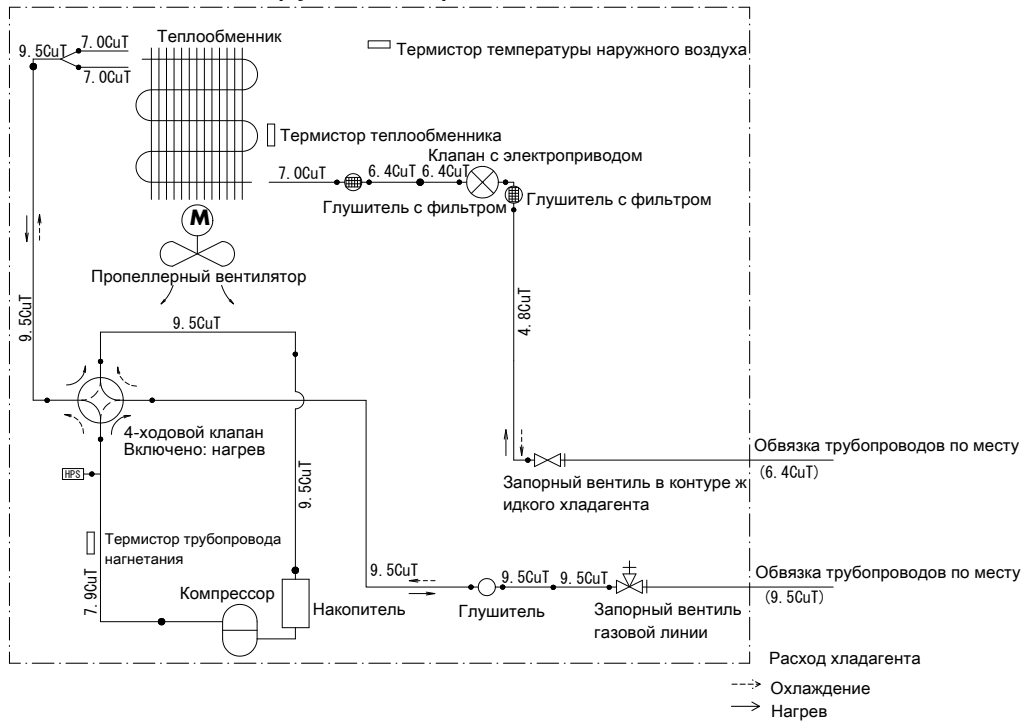 Теплообменник
Термистор температуры наружного воздуха
9.5CuT
7.0CuT
7.0CuT
Термистор теплообменника
Клапан с электроприводом
7.0CuT
6.4CuT
6.4CuT
Глушитель с фильтром
Глушитель с фильтром
M
Пропеллерный вентилятор
9.5CuT
9.5CuT
4.8CuT
4-ходовой клапан
Включено: нагрев
HPS
9.5CuT
Обвязка трубопроводов по месту
(6.4CuT)
Запорный вентиль в контуре ж
идкого хладагента
Термистор трубопровода
нагнетания
7.9CuT
Компрессор
Накопитель
9.5CuT
9.5CuT
9.5CuT
Глушитель
Запорный вентиль
газовой линии
Обвязка трубопроводов по месту
(9.5CuT)
Расход хладагента
Охлаждение
Нагрев